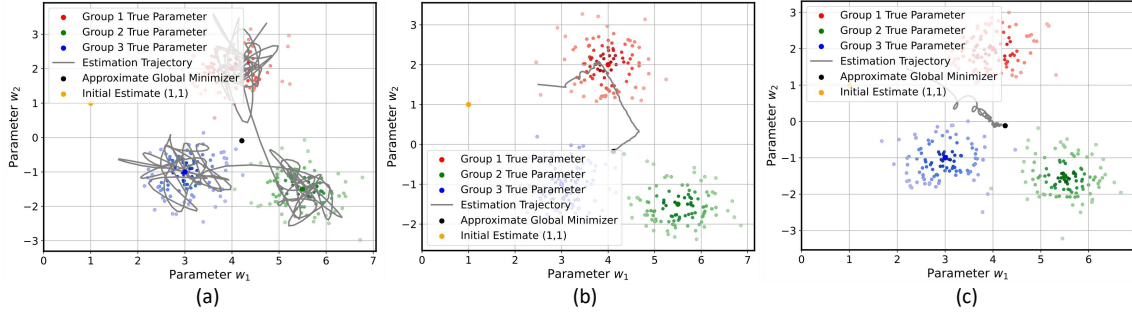 3
2
1
0
−1
−2
−3
Parameter w₂
Group 1 True Parameter
Group 2 True Parameter
Group 3 True Parameter
Estimation Trajectory
Approximate Global Minimizer
Initial Estimate (1,1)
0 1 2 3 4 5 6 7
Parameter w₁
(a)
3
2
1
0
−1
−2
Parameter w₂
Group 1 True Parameter
Group 2 True Parameter
Group 3 True Parameter
Estimation Trajectory
Approximate Global Minimizer
Initial Estimate (1,1)
0 1 2 3 4 5 6 7
Parameter w₁
(b)
3
2
1
0
−1
−2
−3
Parameter w₂
Group 1 True Parameter
Group 2 True Parameter
Group 3 True Parameter
Estimation Trajectory
Approximate Global Minimizer
Initial Estimate (1,1)
0 1 2 3 4 5 6
Parameter w₁
(c)